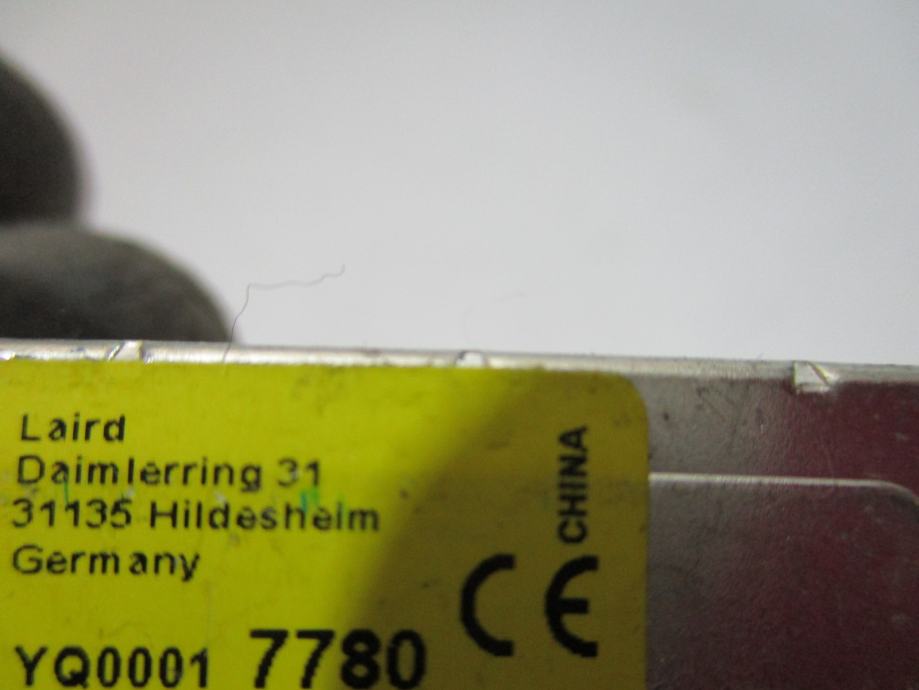 Laird
Daimlerring 31
31135 Hildesheim
Germany
CHINA
CE
YQ0001 7780